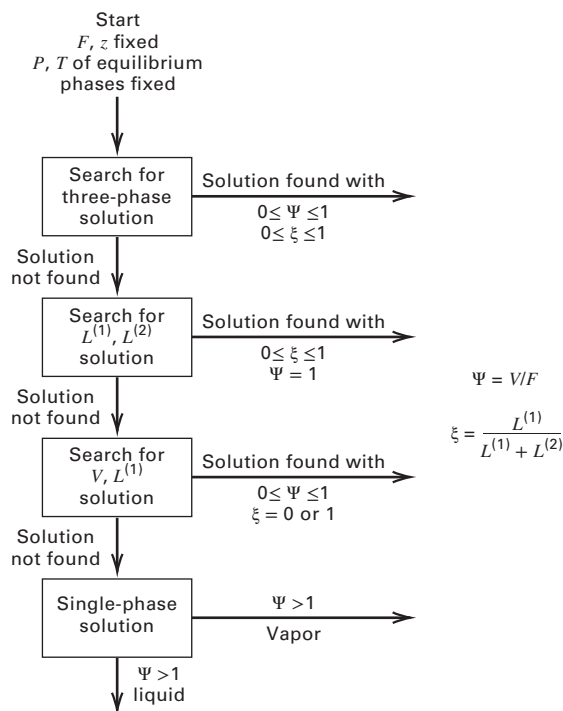 Start
F, z fixed
P, T of equilibrium
phases fixed
Search for
three-phase
solution
Solution found with
0≤ Ψ ≤1
0≤ ξ ≤1
Solution
not found
Search for
L⁽¹⁾, L⁽²⁾
solution
Solution found with
0≤ ξ ≤1
Ψ = 1
Solution
not found
Search for
V, L⁽¹⁾
solution
Solution found with
0≤ Ψ ≤1
ξ = 0 or 1
Solution
not found
Single-phase
solution
Ψ >1
Vapor
Ψ >1
liquid
Ψ = V/F
ξ = L⁽¹⁾ / L⁽¹⁾ + L⁽²⁾